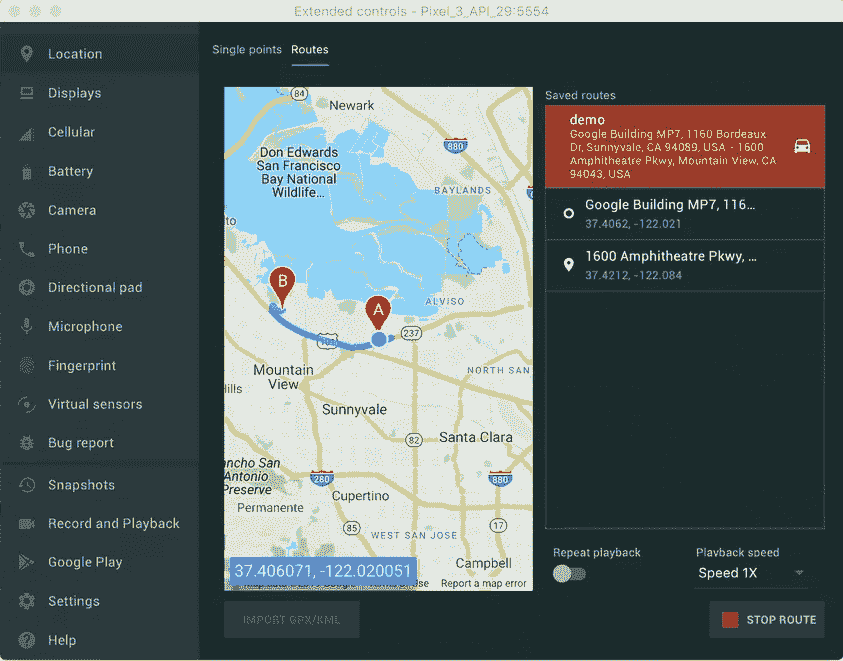 Extended controls - Pixel_3_API_29:5554
Location
Displays
Cellular
Battery
Camera
Phone
Directional pad
Microphone
Fingerprint
Virtual sensors
Bug report
Snapshots
Record and Playback
Google Play
Settings
Help
Single points Routes
84
Newark
880
Don Edwards
San Francisco
Bay National
Wildlife...
BAYLANDS
to
B
A
ALVISO
237
101
Mountain
View
NORTH SAN
ills
Sunnyvale
82
Santa Clara
ncho San
Antonio
Preserve
280
880
Cupertino
Permanente
85
17
WEST SAN JOSE
Campbell
37.406071, -122.020051
Use Report a map error
IMPORT GPX/KML
Saved routes
demo
Google Building MP7, 1160 Bordeaux
Dr, Sunnyvale, CA 94089, USA - 1600
Amphitheatre Pkwy, Mountain View, CA
94043, USA
Google Building MP7, 116...
37.4062, -122.021
1600 Amphitheatre Pkwy, ...
37.4212, -122.084
Repeat playback
Playback speed
Speed 1X
STOP ROUTE